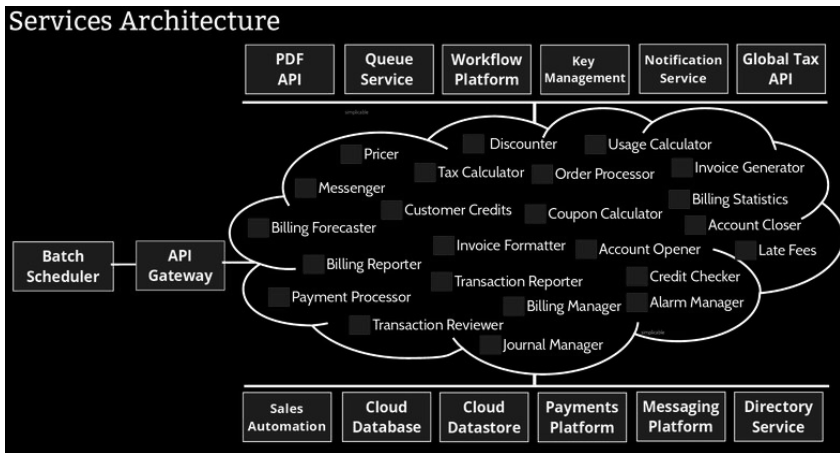 Services Architecture
PDF
API
Queue
Service
Workflow
Platform
Key
Management
Notification
Service
Global Tax
API
simplicable
Discounter
Usage Calculator
Pricer
Tax Calculator
Order Processor
Invoice Generator
Messenger
Billing Statistics
Customer Credits
Coupon Calculator
Billing Forecaster
Account Closer
Invoice Formatter
Account Opener
Late Fees
Batch
Scheduler
API
Gateway
Billing Reporter
Transaction Reporter
Credit Checker
Payment Processor
Billing Manager
Alarm Manager
Transaction Reviewer
simplicable
Journal Manager
Sales
Automation
Cloud
Database
Cloud
Datastore
Payments
Platform
Messaging
Platform
Directory
Service